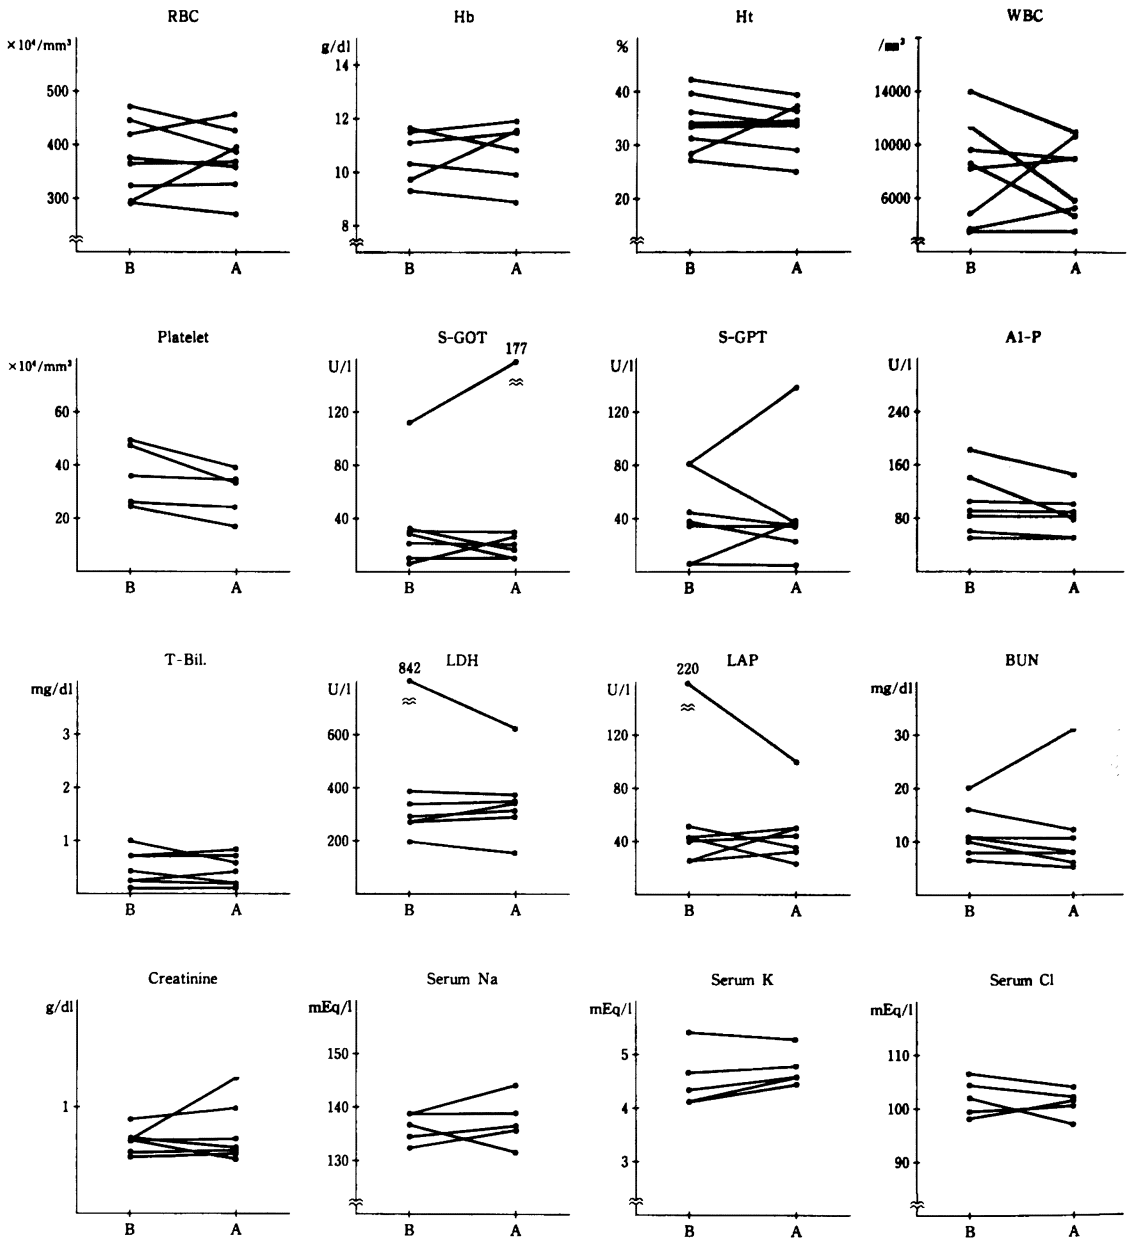 RBC Hb Ht WBC
×10⁴/mm³ g/dl % /mm³
14
500 40 14000
12
400 30 10000
10
300 20 6000
8
B A B A B A B A
Platelet S-GOT S-GPT Al-P
177
×10⁴/mm³ U/l U/l U/l
60 120 120 240
40 80 80 160
20 40 40 80
B A B A B A B A
T-Bil. LDH LAP BUN
842 220
mg/dl U/l U/l mg/dl
3 600 120 30
2 400 80 20
1 200 40 10
B A B A B A B A
Creatinine Serum Na Serum K Serum Cl
g/dl mEq/l mEq/l mEq/l
150 5 110
1 140 4 100
130 3 90
B A B A B A B A